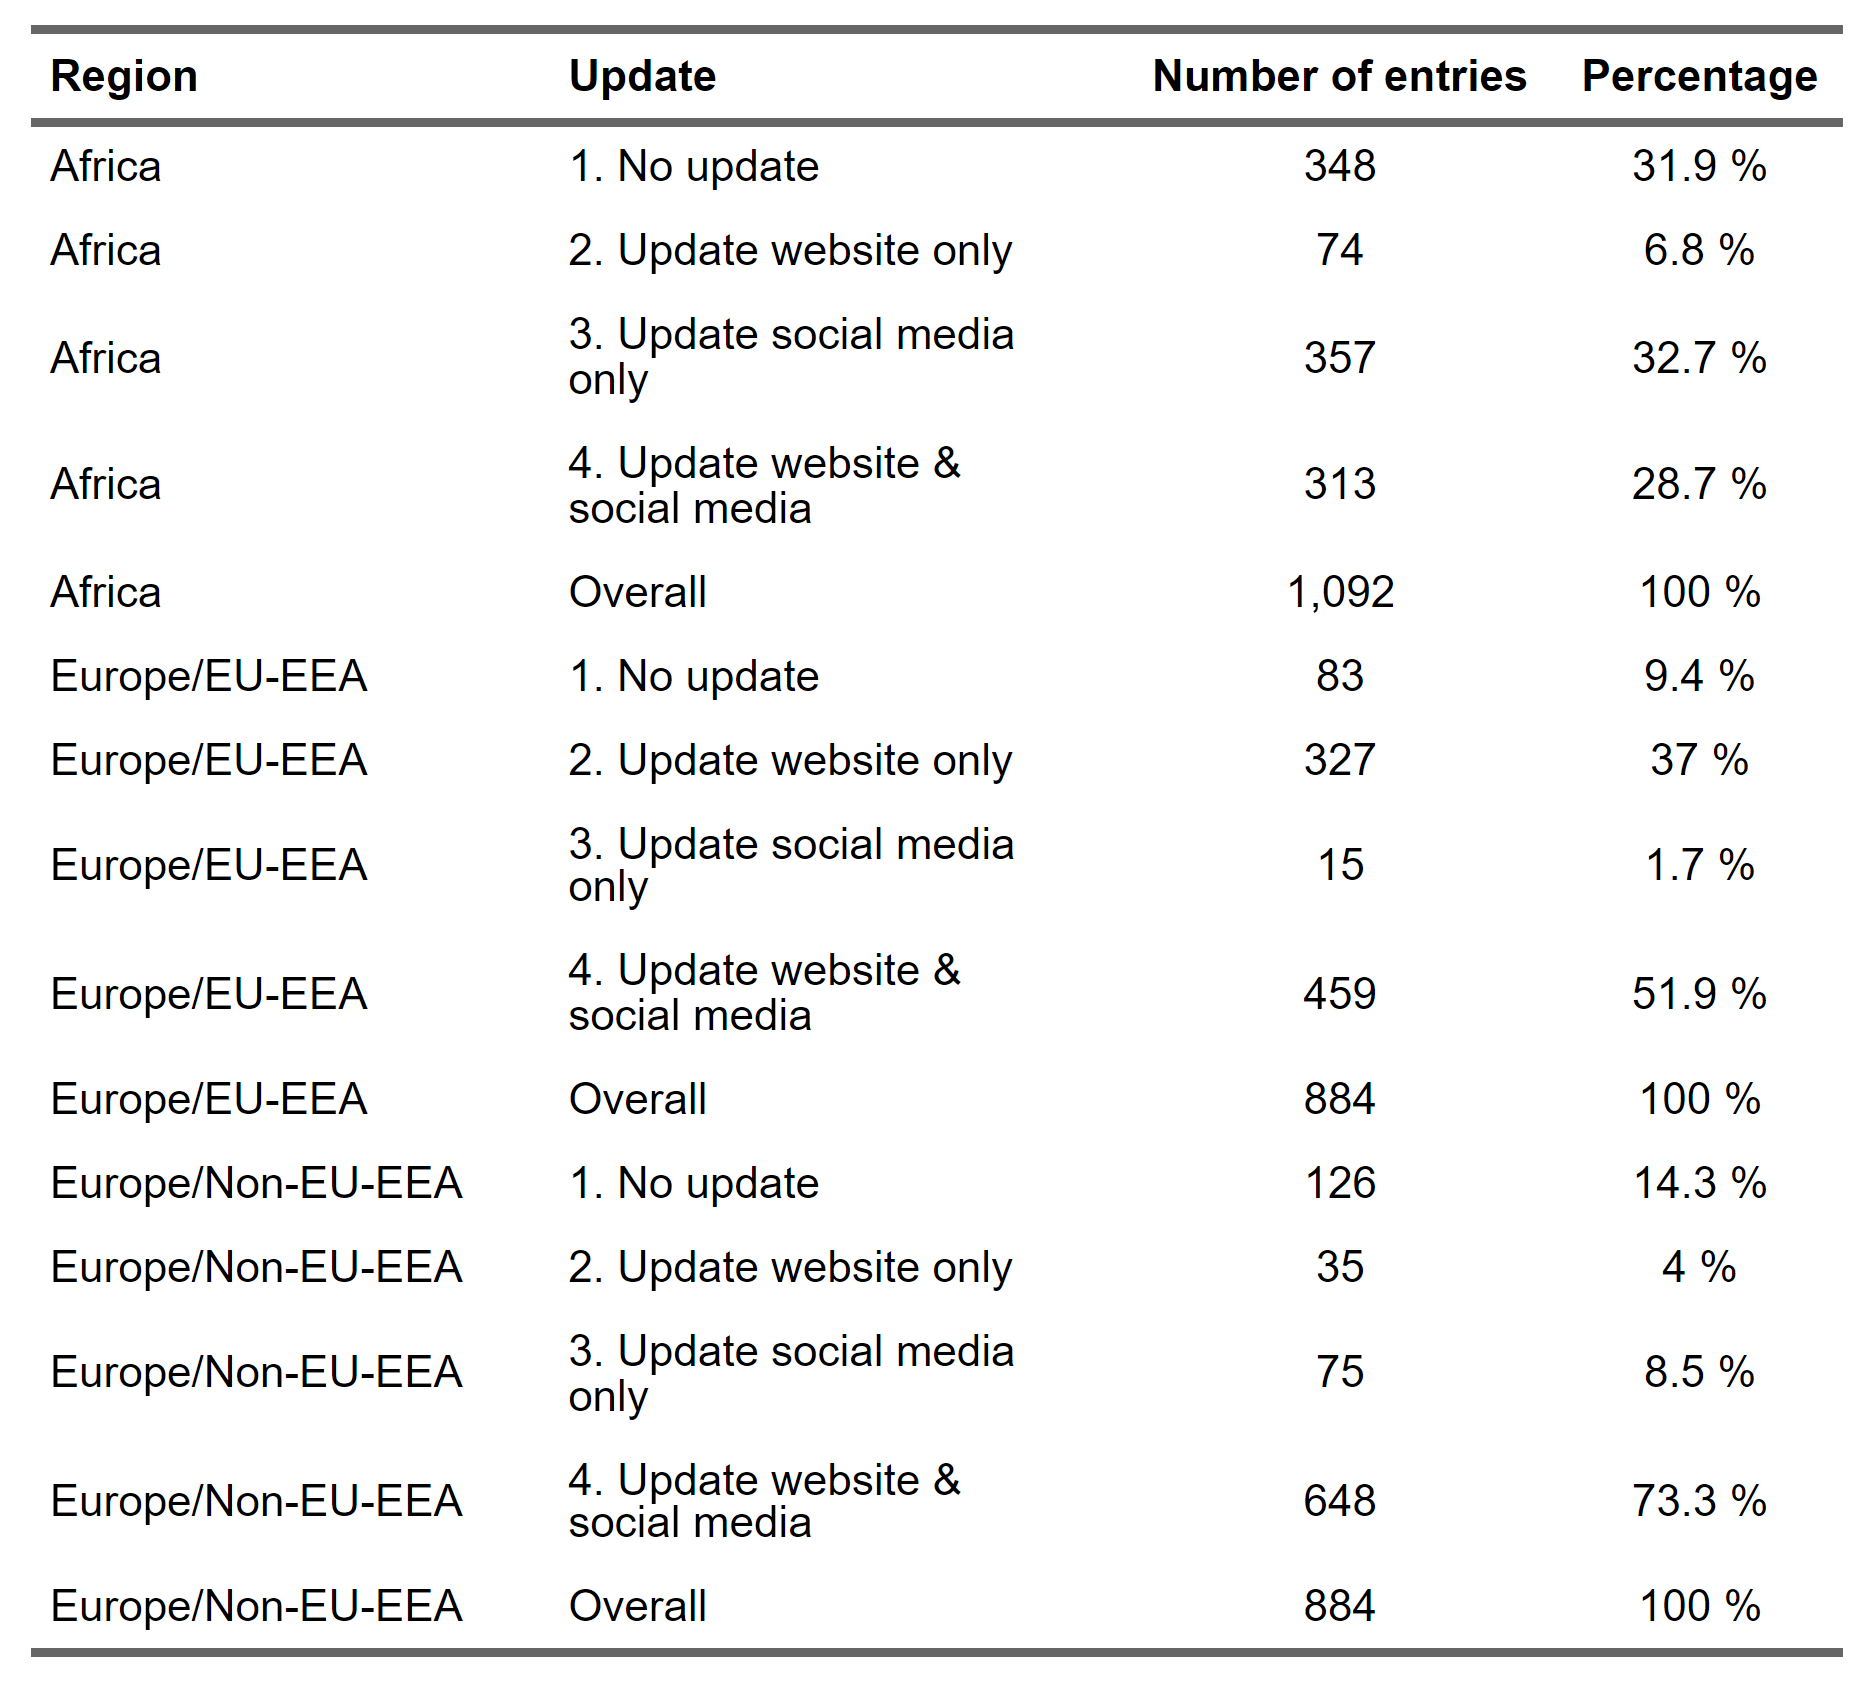 Region Update Number of entries Percentage
Africa 1. No update 348 31.9 %
Africa 2. Update website only 74 6.8 %
Africa 3. Update social media only 357 32.7 %
Africa 4. Update website & social media 313 28.7 %
Africa Overall 1,092 100 %
Europe/EU-EEA 1. No update 83 9.4 %
Europe/EU-EEA 2. Update website only 327 37 %
Europe/EU-EEA 3. Update social media only 15 1.7 %
Europe/EU-EEA 4. Update website & social media 459 51.9 %
Europe/EU-EEA Overall 884 100 %
Europe/Non-EU-EEA 1. No update 126 14.3 %
Europe/Non-EU-EEA 2. Update website only 35 4 %
Europe/Non-EU-EEA 3. Update social media only 75 8.5 %
Europe/Non-EU-EEA 4. Update website & social media 648 73.3 %
Europe/Non-EU-EEA Overall 884 100 %